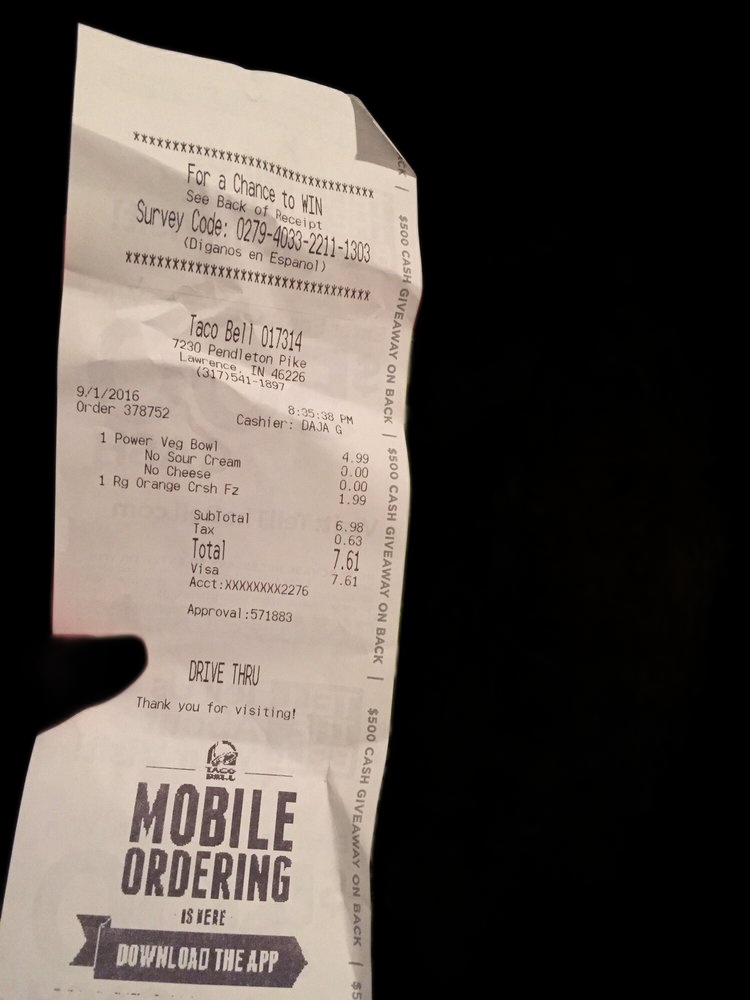 ************************************
For a Chance to WIN
See Back of Receipt
Survey Code: 0279-4033-2211-1303
(Diganos en Espanol)
************************************
Taco Bell 017314
7230 Pendleton Pike
Lawrence, IN 46226
(317)541-1897
9/1/2016 8:35:38 PM
Order 378752 Cashier: DAJA G
1 Power Veg Bowl 4.99
No Sour Cream 0.00
No Cheese 0.00
1 Rg Orange Crsh Fz 1.99
SubTotal 6.98
Tax 0.63
Total 7.61
Visa 7.61
Acct:XXXXXXXX2276
Approval:571883
DRIVE THRU
Thank you for visiting!
TACO
BELL
MOBILE
ORDERING
IS HERE
DOWNLOAD THE APP
CK | $500 CASH GIVEAWAY ON BACK | $500 CASH GIVEAWAY ON BACK | $500 CASH GIVEAWAY ON BACK | $5